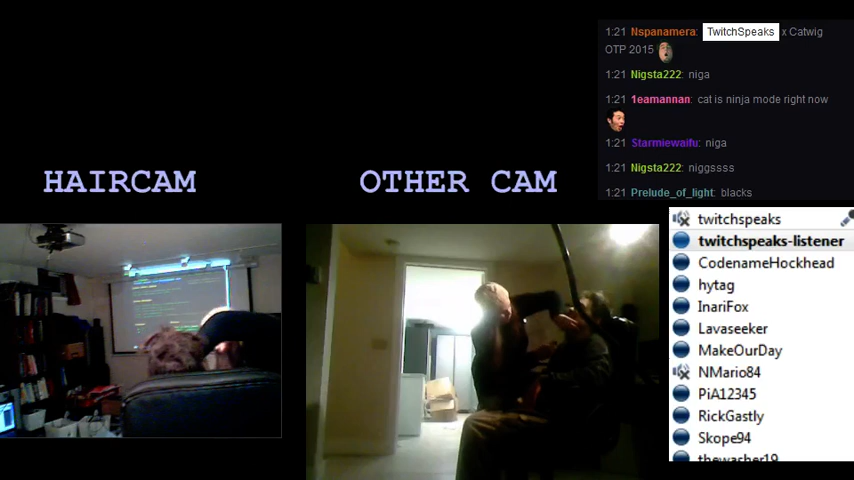 1:21 Nspanamera: TwitchSpeaks x Catwig
OTP 2015
1:21 Nigsta222: niga
1:21 1eamannan: cat is ninja mode right now
1:21 Starmiewaifu: niga
1:21 Nigsta222: niggssss
1:21 Prelude_of_light: blacks
HAIRCAM
OTHER CAM
twitchspeaks
twitchspeaks-listener
CodenameHockhead
hytag
InariFox
Lavaseeker
MakeOurDay
NMario84
PiA12345
RickGastly
Skope94
thewasher19